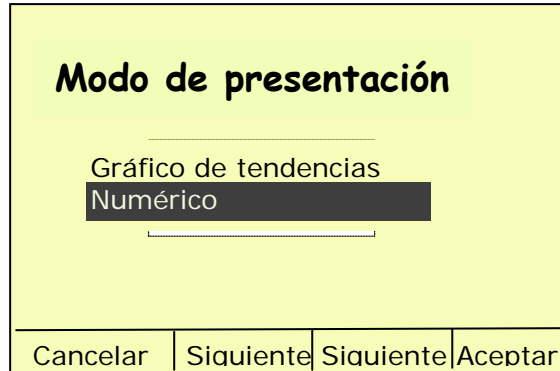 Modo de presentación
Gráfico de tendencias
Numérico
Cancelar Siguiente Siguiente Aceptar